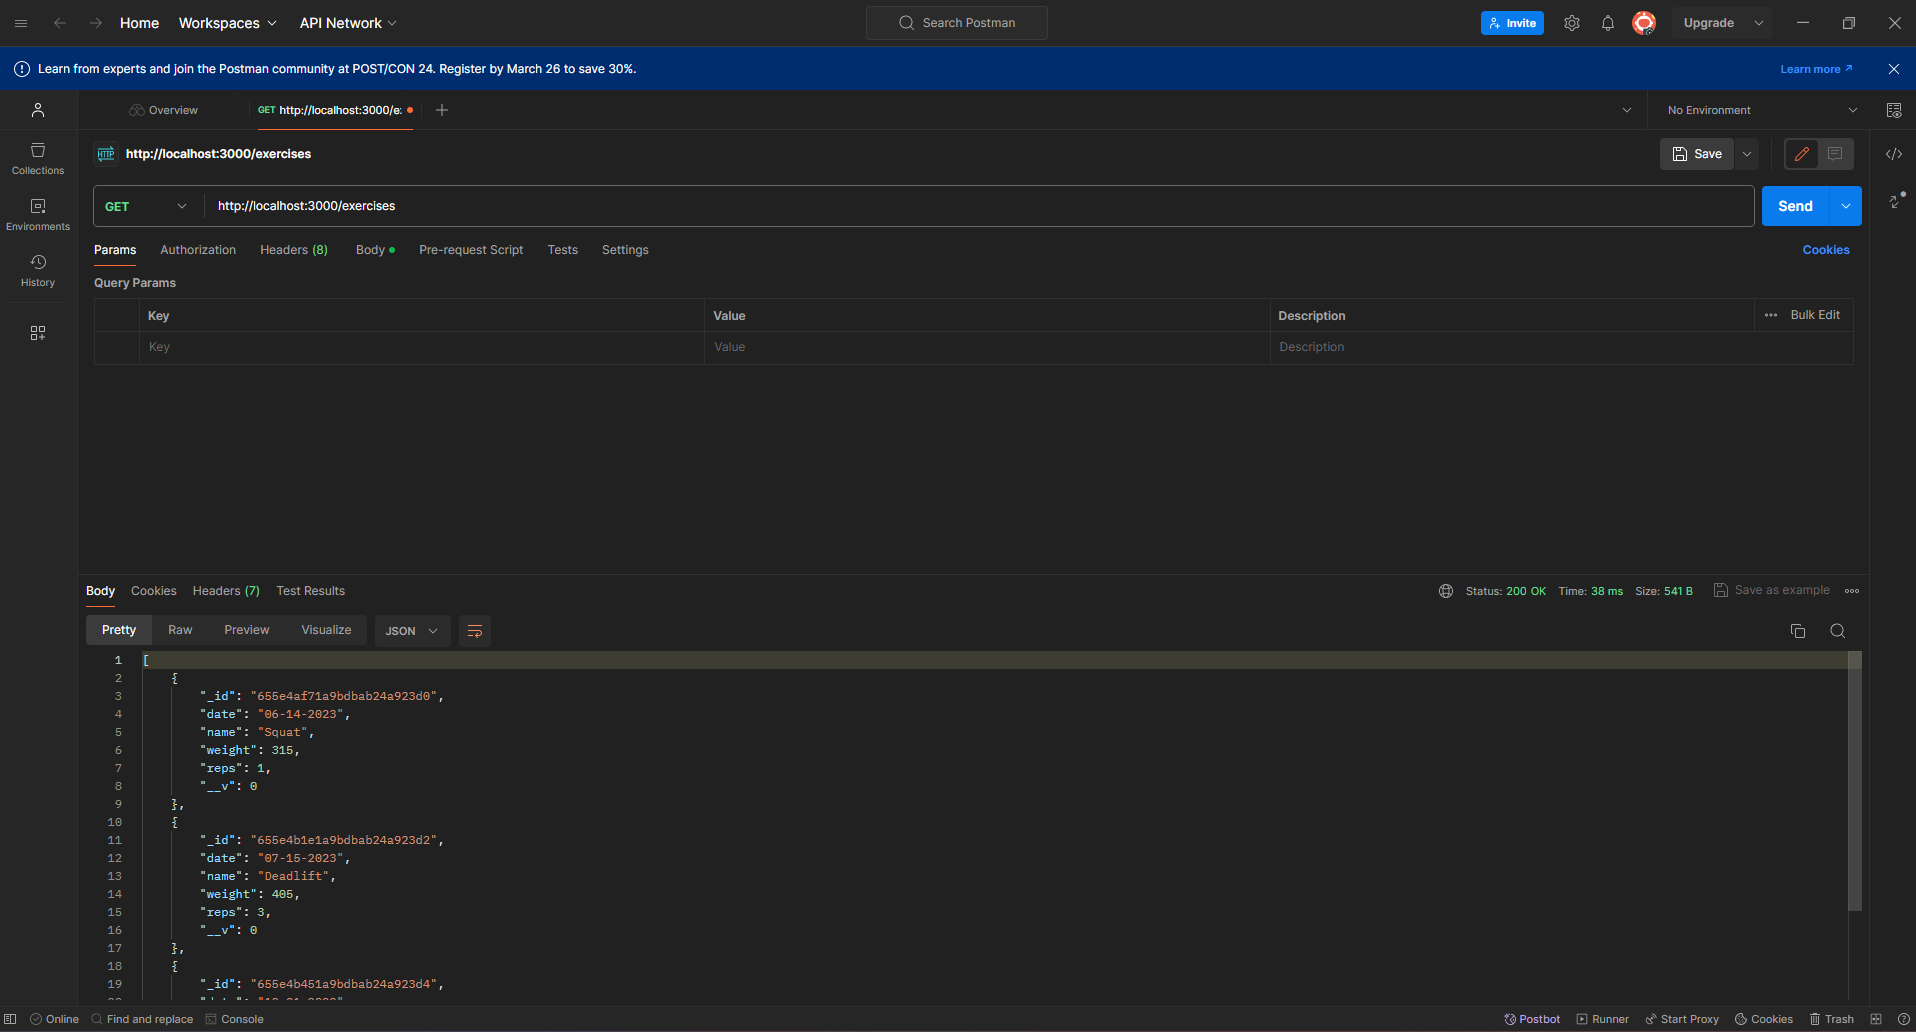 Home Workspaces API Network Search Postman Invite Upgrade
Learn from experts and join the Postman community at POST/CON 24. Register by March 26 to save 30%. Learn more
Overview GET http://localhost:3000/e: No Environment
HTTP http://localhost:3000/exercises Save
Collections
GET http://localhost:3000/exercises Send
Environments
Params Authorization Headers (8) Body Pre-request Script Tests Settings Cookies
History
Query Params
Key Value Description Bulk Edit
Key Value Description
Body Cookies Headers (7) Test Results Status: 200 OK Time: 38 ms Size: 541 B Save as example
Pretty Raw Preview Visualize JSON
1 [
2 {
3 "_id": "655e4af71a9bdbab24a923d0",
4 "date": "06-14-2023",
5 "name": "Squat",
6 "weight": 315,
7 "reps": 1,
8 "__v": 0
9 },
10 {
11 "_id": "655e4b1e1a9bdbab24a923d2",
12 "date": "07-15-2023",
13 "name": "Deadlift",
14 "weight": 405,
15 "reps": 3,
16 "__v": 0
17 },
18 {
19 "_id": "655e4b451a9bdbab24a923d4",
Online Find and replace Console Postbot Runner Start Proxy Cookies Trash